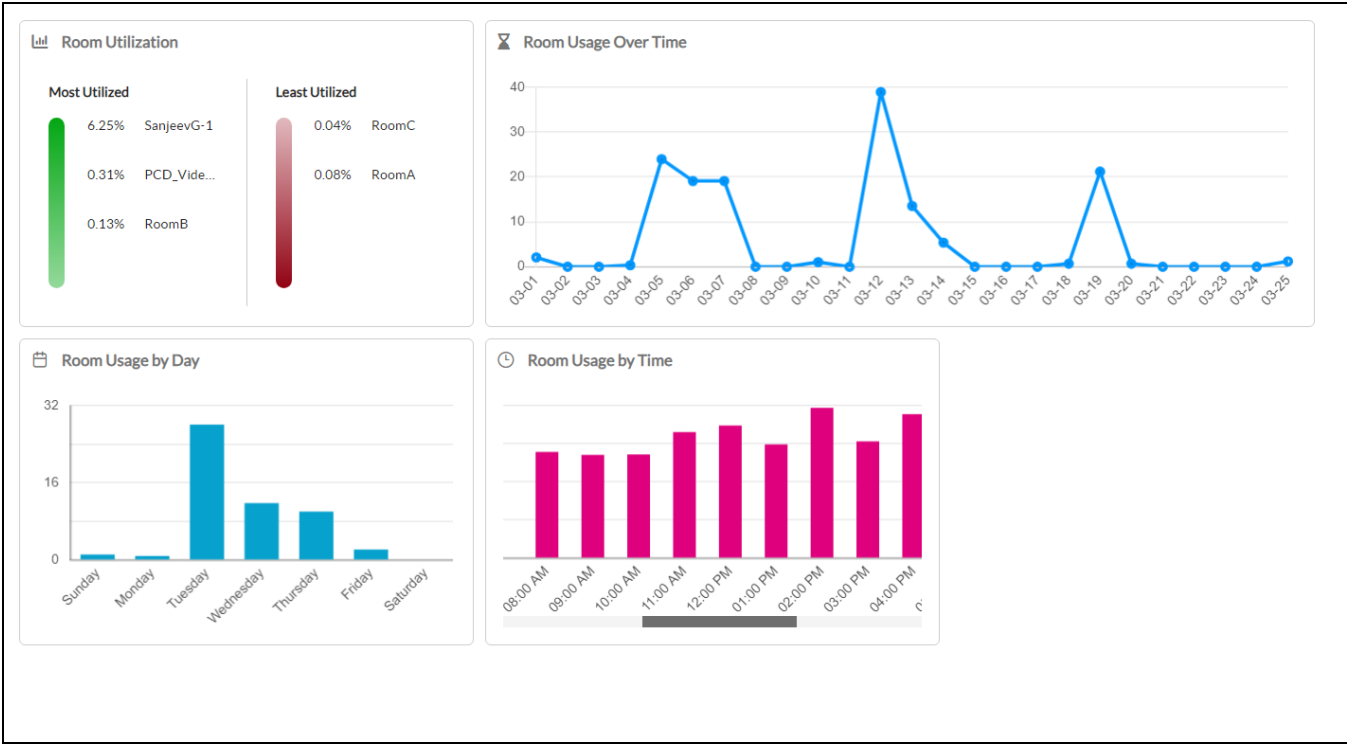 Room Utilization
Most Utilized
6.25% SanjeevG-1
0.31% PCD_Vide...
0.13% RoomB
Least Utilized
0.04% RoomC
0.08% RoomA
Room Usage Over Time
40
30
20
10
0
03-01 03-02 03-03 03-04 03-05 03-06 03-07 03-08 03-09 03-10 03-11 03-12 03-13 03-14 03-15 03-16 03-17 03-18 03-19 03-20 03-21 03-22 03-23 03-24 03-25
Room Usage by Day
32
16
0
Sunday Monday Tuesday Wednesday Thursday Friday Saturday
Room Usage by Time
08:00 AM 09:00 AM 10:00 AM 11:00 AM 12:00 PM 01:00 PM 02:00 PM 03:00 PM 04:00 PM